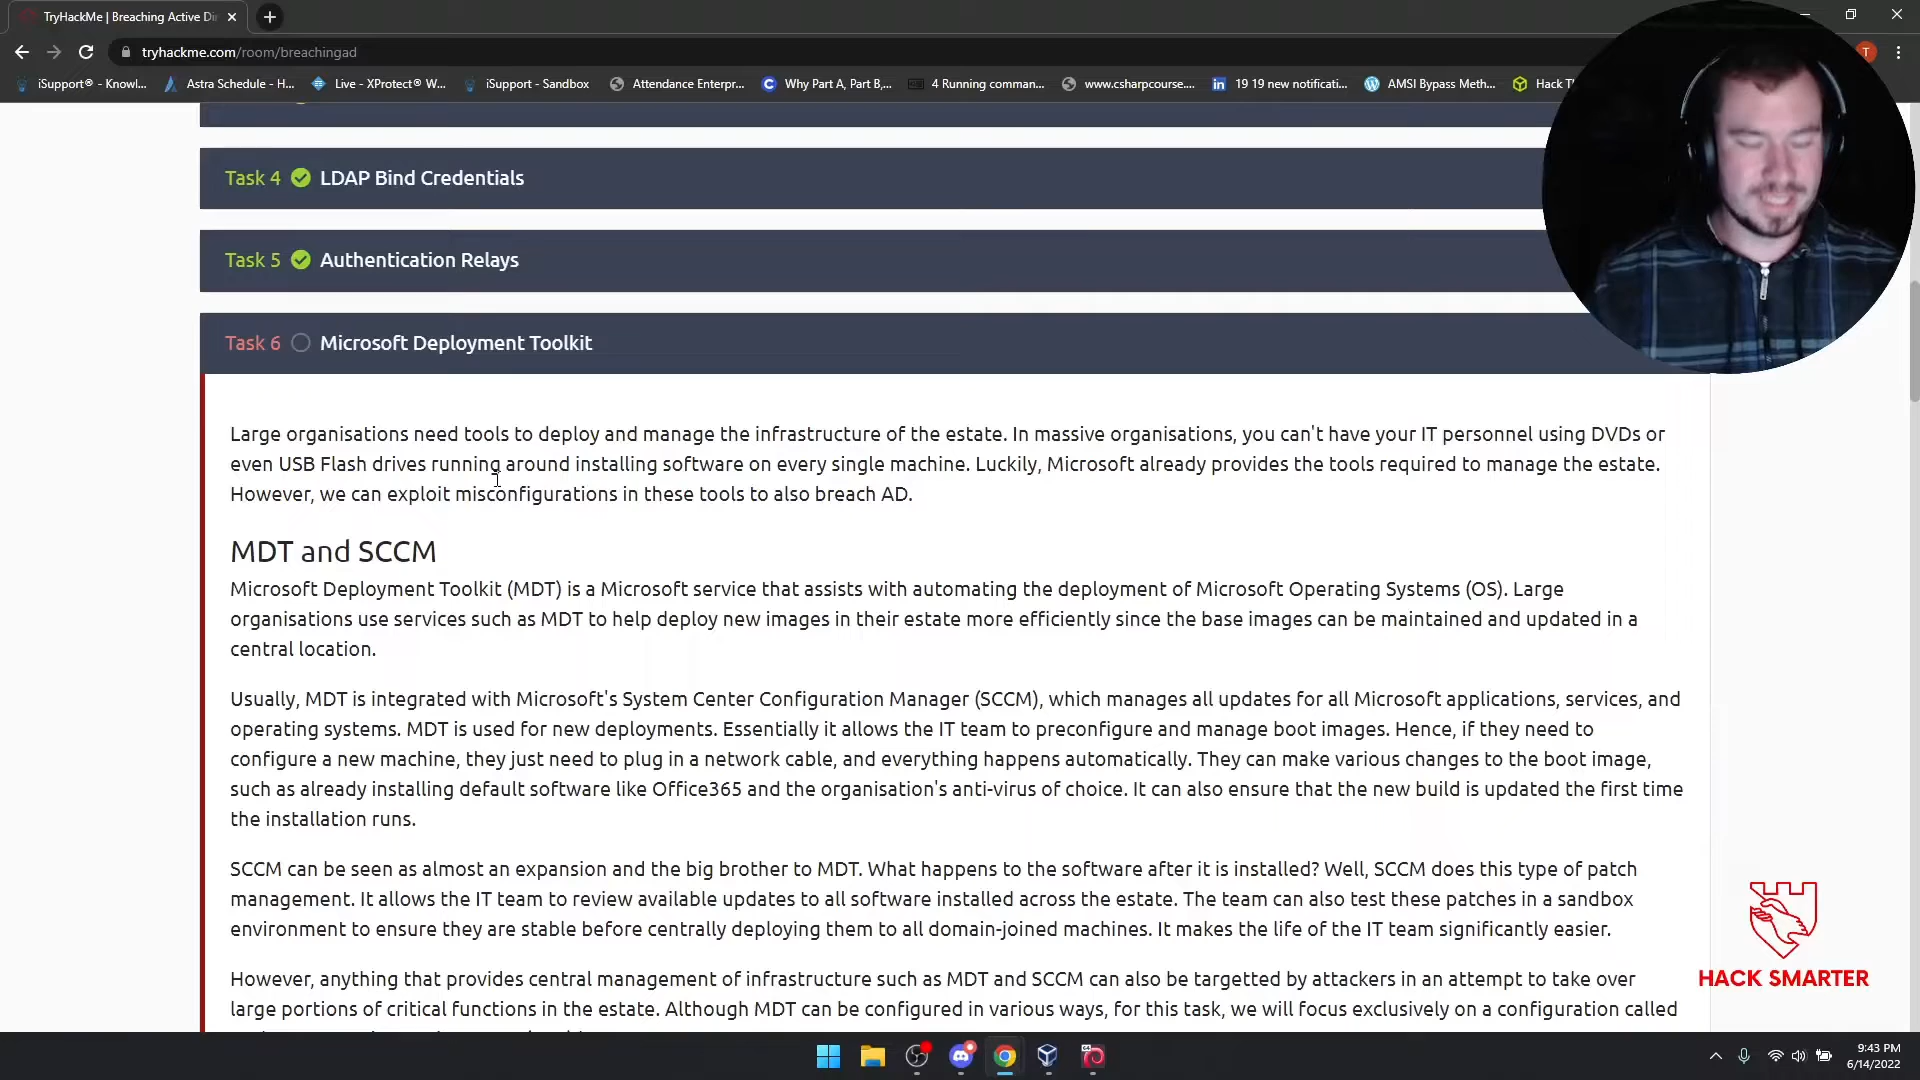 TryHackMe | Breaching Active Di
tryhackme.com/room/breachingad
iSupport® - Knowl...
Astra Schedule - H...
Live - XProtect® W...
iSupport - Sandbox
Attendance Enterpr...
Why Part A, Part B,...
4 Running comman...
www.csharpcourse....
19 19 new notificati...
AMSI Bypass Meth...
Hack T
T
Task 4 LDAP Bind Credentials
Task 5 Authentication Relays
Task 6 Microsoft Deployment Toolkit
Large organisations need tools to deploy and manage the infrastructure of the estate. In massive organisations, you can't have your IT personnel using DVDs or
even USB Flash drives running around installing software on every single machine. Luckily, Microsoft already provides the tools required to manage the estate.
However, we can exploit misconfigurations in these tools to also breach AD.
MDT and SCCM
Microsoft Deployment Toolkit (MDT) is a Microsoft service that assists with automating the deployment of Microsoft Operating Systems (OS). Large
organisations use services such as MDT to help deploy new images in their estate more efficiently since the base images can be maintained and updated in a
central location.
Usually, MDT is integrated with Microsoft's System Center Configuration Manager (SCCM), which manages all updates for all Microsoft applications, services, and
operating systems. MDT is used for new deployments. Essentially it allows the IT team to preconfigure and manage boot images. Hence, if they need to
configure a new machine, they just need to plug in a network cable, and everything happens automatically. They can make various changes to the boot image,
such as already installing default software like Office365 and the organisation's anti-virus of choice. It can also ensure that the new build is updated the first time
the installation runs.
SCCM can be seen as almost an expansion and the big brother to MDT. What happens to the software after it is installed? Well, SCCM does this type of patch
management. It allows the IT team to review available updates to all software installed across the estate. The team can also test these patches in a sandbox
environment to ensure they are stable before centrally deploying them to all domain-joined machines. It makes the life of the IT team significantly easier.
However, anything that provides central management of infrastructure such as MDT and SCCM can also be targetted by attackers in an attempt to take over
large portions of critical functions in the estate. Although MDT can be configured in various ways, for this task, we will focus exclusively on a configuration called
HACK SMARTER
9:43 PM
6/14/2022